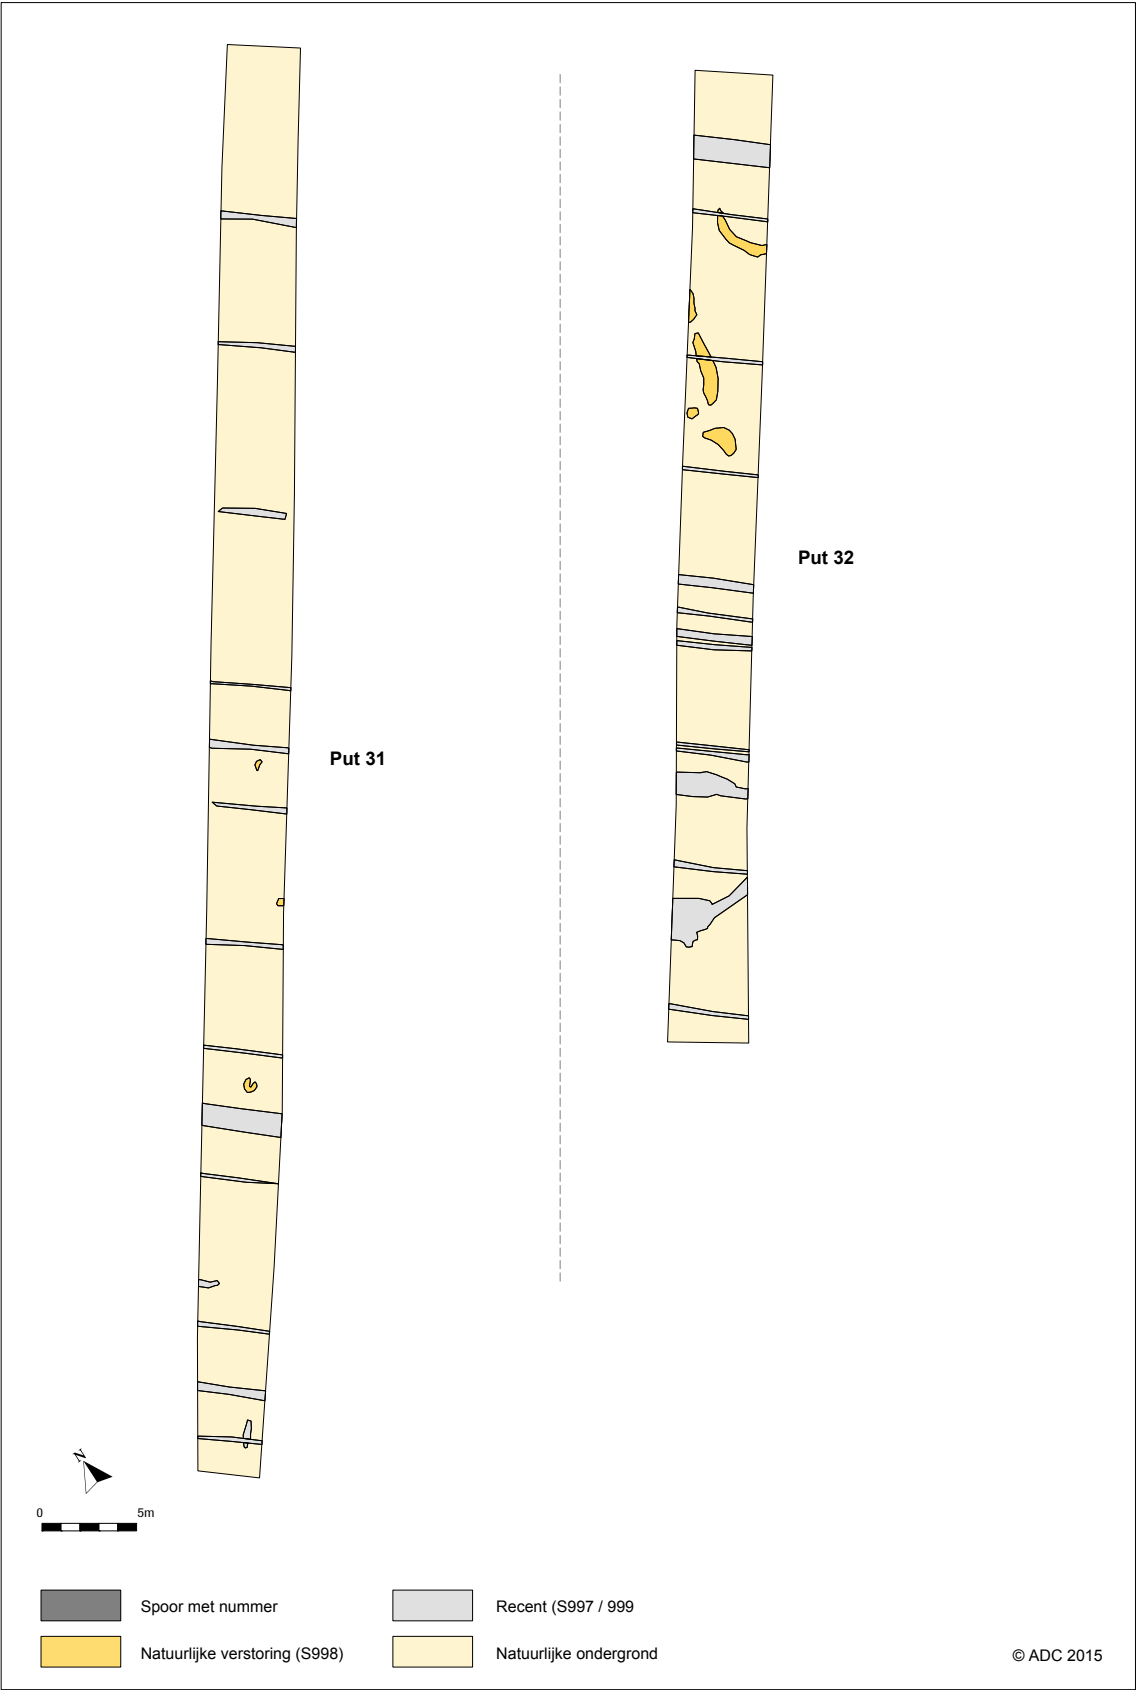 Put 32
Put 31
N
0 5m
Spoor met nummer
Recent (S997 / 999
Natuurlijke verstoring (S998)
Natuurlijke ondergrond
© ADC 2015